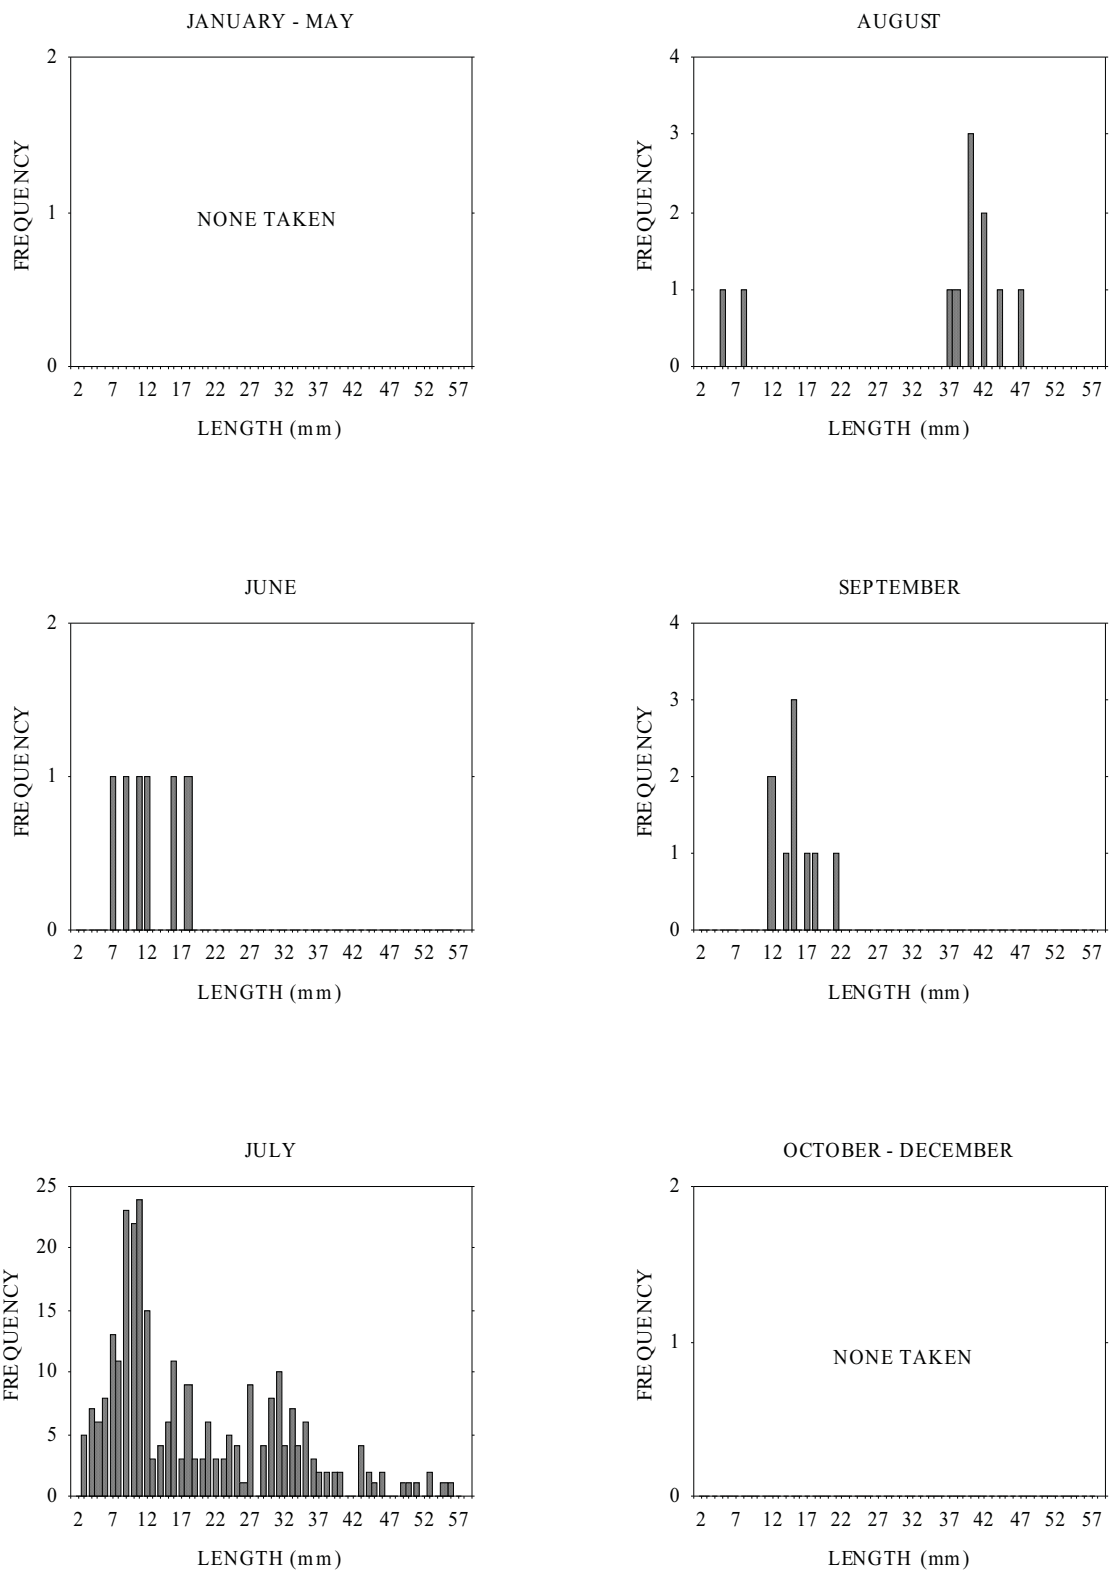 JANUARY - MAY
2
1
0
FREQUENCY
NONE TAKEN
2 7 12 17 22 27 32 37 42 47 52 57
LENGTH (mm)
AUGUST
4
3
2
1
0
FREQUENCY
2 7 12 17 22 27 32 37 42 47 52 57
LENGTH (mm)
JUNE
2
1
0
FREQUENCY
2 7 12 17 22 27 32 37 42 47 52 57
LENGTH (mm)
SEPTEMBER
4
3
2
1
0
FREQUENCY
2 7 12 17 22 27 32 37 42 47 52 57
LENGTH (mm)
JULY
25
20
15
10
5
0
FREQUENCY
2 7 12 17 22 27 32 37 42 47 52 57
LENGTH (mm)
OCTOBER - DECEMBER
2
1
0
FREQUENCY
NONE TAKEN
2 7 12 17 22 27 32 37 42 47 52 57
LENGTH (mm)